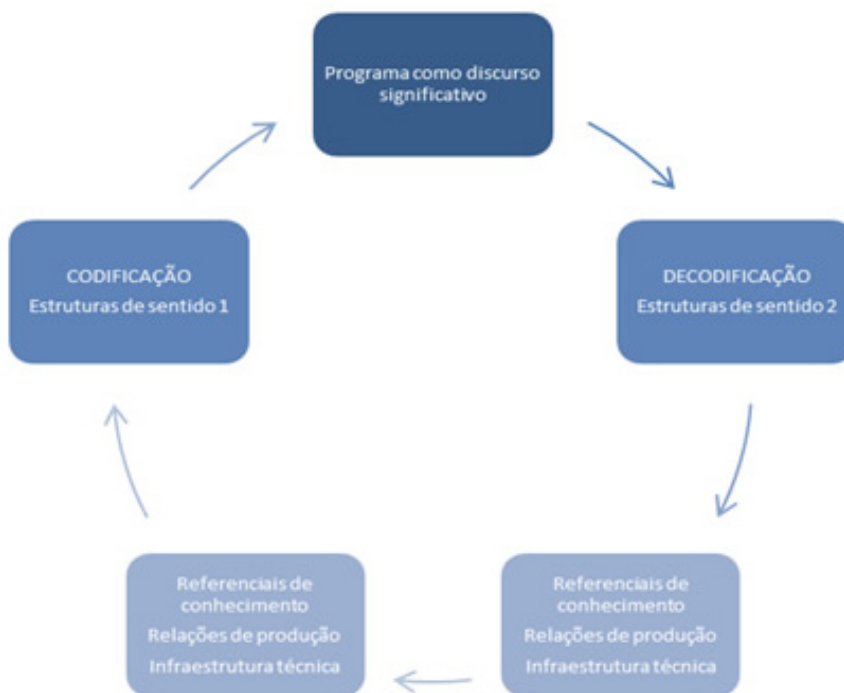 Programa como discurso
significativo
CODIFICAÇÃO
Estruturas de sentido 1
DECODIFICAÇÃO
Estruturas de sentido 2
Referenciais de
conhecimento
Relações de produção
Infraestrutura técnica
Referenciais de
conhecimento
Relações de produção
Infraestrutura técnica